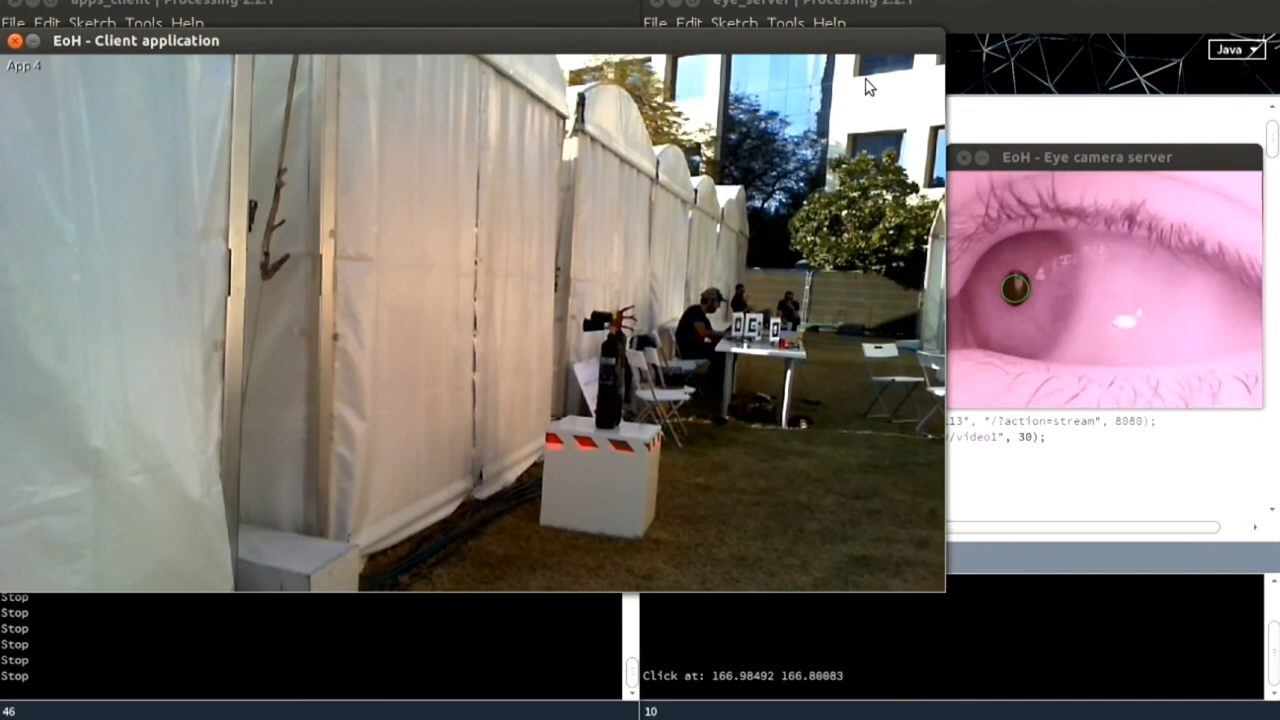 apps_client | Processing 2.2.1
eye_server | Processing 2.2.1
File Edit Sketch Tools Help
File Edit Sketch Tools Help
EoH - Client application
Java
App 4
EoH - Eye camera server
"/?action=stream", 8080);
/video1", 30);
Stop
Stop
Stop
Stop
Stop
Stop
Click at: 166.98492 166.80083
46
10